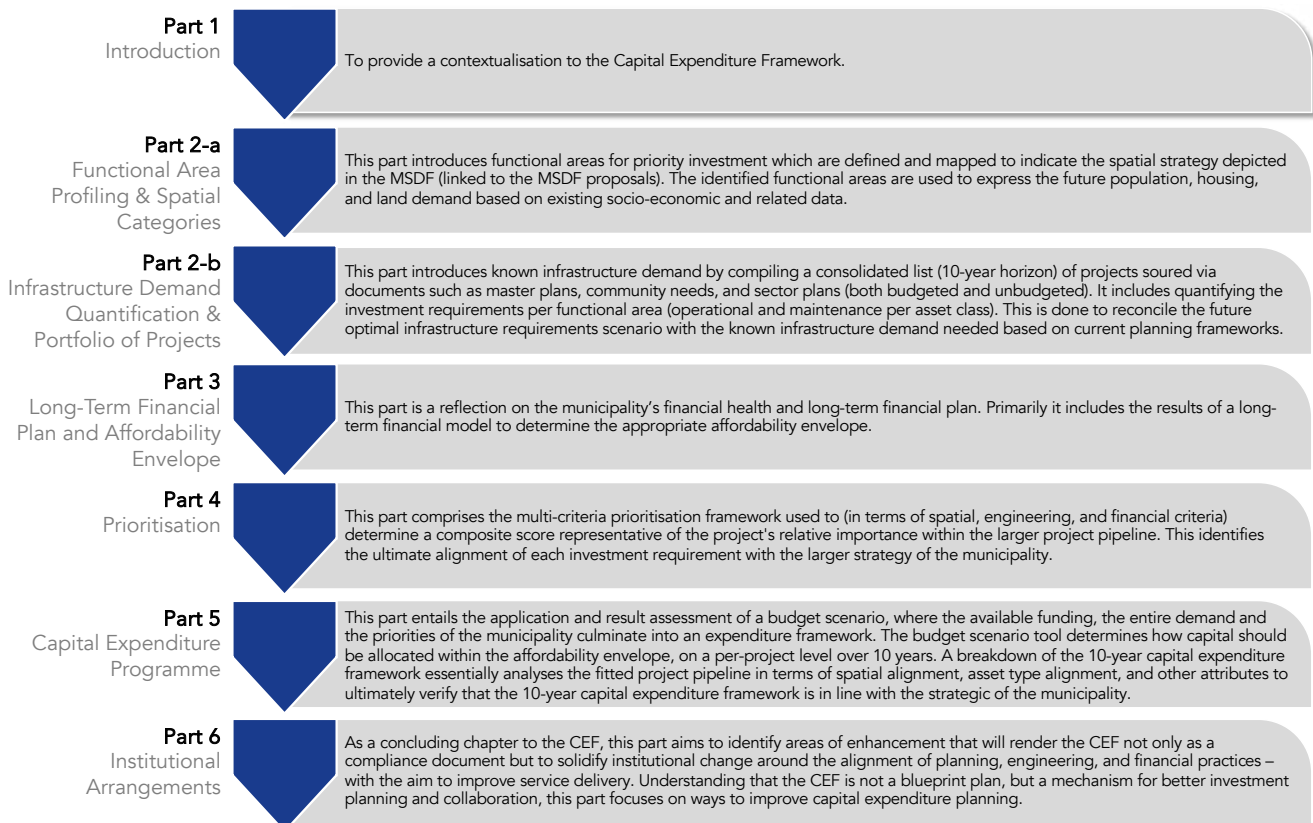 Part 1
Introduction
To provide a contextualisation to the Capital Expenditure Framework.
Part 2-a
Functional Area
Profiling & Spatial
Categories
This part introduces functional areas for priority investment which are defined and mapped to indicate the spatial strategy depicted
in the MSDF (linked to the MSDF proposals). The identified functional areas are used to express the future population, housing,
and land demand based on existing socio-economic and related data.
Part 2-b
Infrastructure Demand
Quantification &
Portfolio of Projects
This part introduces known infrastructure demand by compiling a consolidated list (10-year horizon) of projects soured via
documents such as master plans, community needs, and sector plans (both budgeted and unbudgeted). It includes quantifying the
investment requirements per functional area (operational and maintenance per asset class). This is done to reconcile the future
optimal infrastructure requirements scenario with the known infrastructure demand needed based on current planning frameworks.
Part 3
Long-Term Financial
Plan and Affordability
Envelope
This part is a reflection on the municipality's financial health and long-term financial plan. Primarily it includes the results of a long-
term financial model to determine the appropriate affordability envelope.
Part 4
Prioritisation
This part comprises the multi-criteria prioritisation framework used to (in terms of spatial, engineering, and financial criteria)
determine a composite score representative of the project's relative importance within the larger project pipeline. This identifies
the ultimate alignment of each investment requirement with the larger strategy of the municipality.
Part 5
Capital Expenditure
Programme
This part entails the application and result assessment of a budget scenario, where the available funding, the entire demand and
the priorities of the municipality culminate into an expenditure framework. The budget scenario tool determines how capital should
be allocated within the affordability envelope, on a per-project level over 10 years. A breakdown of the 10-year capital expenditure
framework essentially analyses the fitted project pipeline in terms of spatial alignment, asset type alignment, and other attributes to
ultimately verify that the 10-year capital expenditure framework is in line with the strategic of the municipality.
Part 6
Institutional
Arrangements
As a concluding chapter to the CEF, this part aims to identify areas of enhancement that will render the CEF not only as a
compliance document but to solidify institutional change around the alignment of planning, engineering, and financial practices –
with the aim to improve service delivery. Understanding that the CEF is not a blueprint plan, but a mechanism for better investment
planning and collaboration, this part focuses on ways to improve capital expenditure planning.